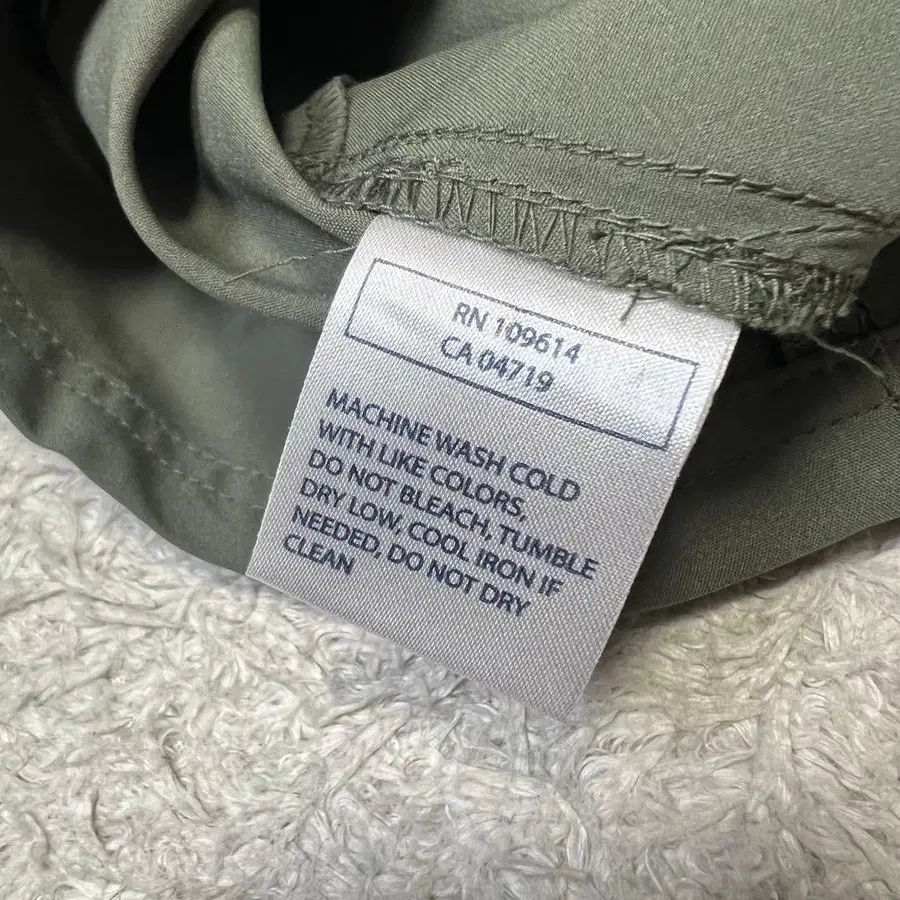 RN 109614
CA 04719
MACHINE WASH COLD
WITH LIKE COLORS,
DO NOT BLEACH, TUMBLE
DRY LOW, COOL IRON IF
NEEDED, DO NOT DRY
CLEAN